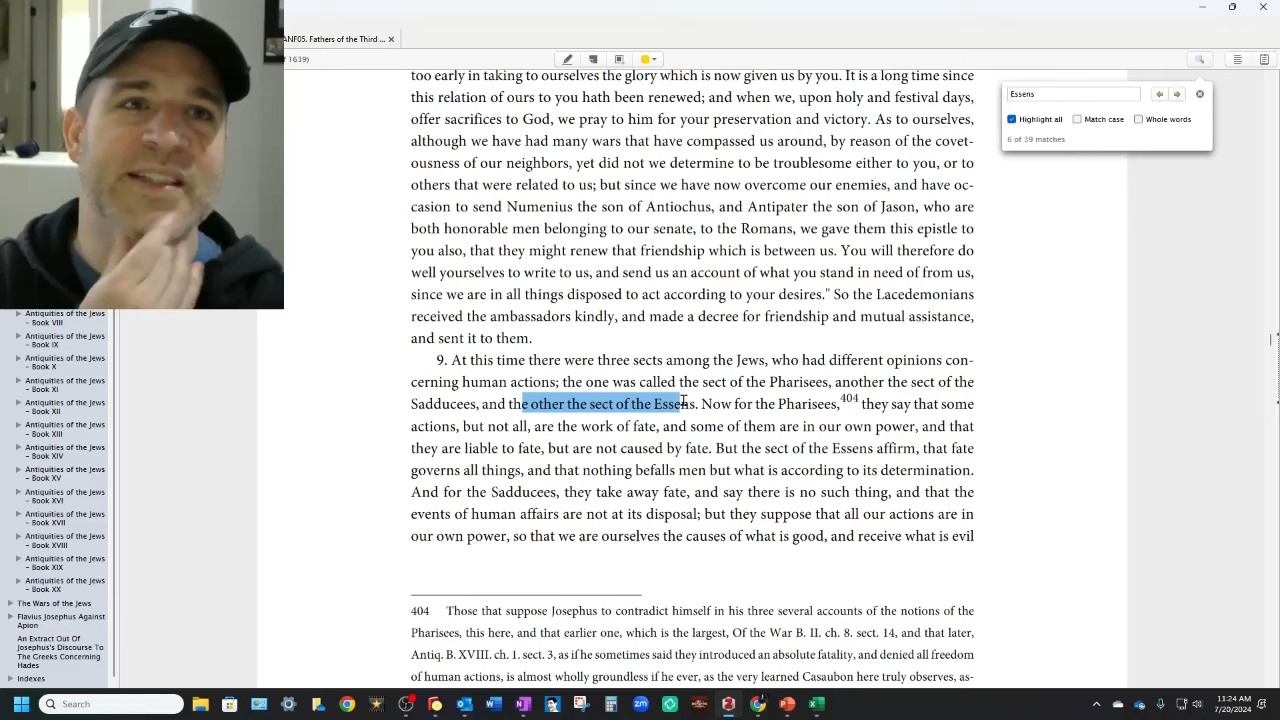 ANF05. Fathers of the Third ...
f 1639)
Essens
Highlight all
Match case
Whole words
6 of 39 matches
too early in taking to ourselves the glory which is now given us by you. It is a long time since
this relation of ours to you hath been renewed; and when we, upon holy and festival days,
offer sacrifices to God, we pray to him for your preservation and victory. As to ourselves,
although we have had many wars that have compassed us around, by reason of the covet-
ousness of our neighbors, yet did not we determine to be troublesome either to you, or to
others that were related to us; but since we have now overcome our enemies, and have oc-
casion to send Numenius the son of Antiochus, and Antipater the son of Jason, who are
both honorable men belonging to our senate, to the Romans, we gave them this epistle to
you also, that they might renew that friendship which is between us. You will therefore do
well yourselves to write to us, and send us an account of what you stand in need of from us,
since we are in all things disposed to act according to your desires." So the Lacedemonians
received the ambassadors kindly, and made a decree for friendship and mutual assistance,
and sent it to them.
9. At this time there were three sects among the Jews, who had different opinions con-
cerning human actions; the one was called the sect of the Pharisees, another the sect of the
Sadducees, and the other the sect of the Essens. Now for the Pharisees,404 they say that some
actions, but not all, are the work of fate, and some of them are in our own power, and that
they are liable to fate, but are not caused by fate. But the sect of the Essens affirm, that fate
governs all things, and that nothing befalls men but what is according to its determination.
And for the Sadducees, they take away fate, and say there is no such thing, and that the
events of human affairs are not at its disposal; but they suppose that all our actions are in
our own power, so that we are ourselves the causes of what is good, and receive what is evil
404 Those that suppose Josephus to contradict himself in his three several accounts of the notions of the
Pharisees, this here, and that earlier one, which is the largest, Of the War B. II. ch. 8. sect. 14, and that later,
Antiq. B. XVIII. ch. 1. sect. 3, as if he sometimes said they introduced an absolute fatality, and denied all freedom
of human actions, is almost wholly groundless if he ever, as the very learned Casaubon here truly observes, as-
Antiquities of the Jews
– Book VIII
Antiquities of the Jews
– Book IX
Antiquities of the Jews
– Book X
Antiquities of the Jews
– Book XI
Antiquities of the Jews
– Book XII
Antiquities of the Jews
– Book XIII
Antiquities of the Jews
– Book XIV
Antiquities of the Jews
– Book XV
Antiquities of the Jews
– Book XVI
Antiquities of the Jews
– Book XVII
Antiquities of the Jews
– Book XVIII
Antiquities of the Jews
– Book XIX
Antiquities of the Jews
– Book XX
The Wars of the Jews
Flavius Josephus Against
Apion
An Extract Out Of
Josephus's Discourse To
The Greeks Concerning
Hades
Indexes
Search
zm
11:24 AM
7/20/2024